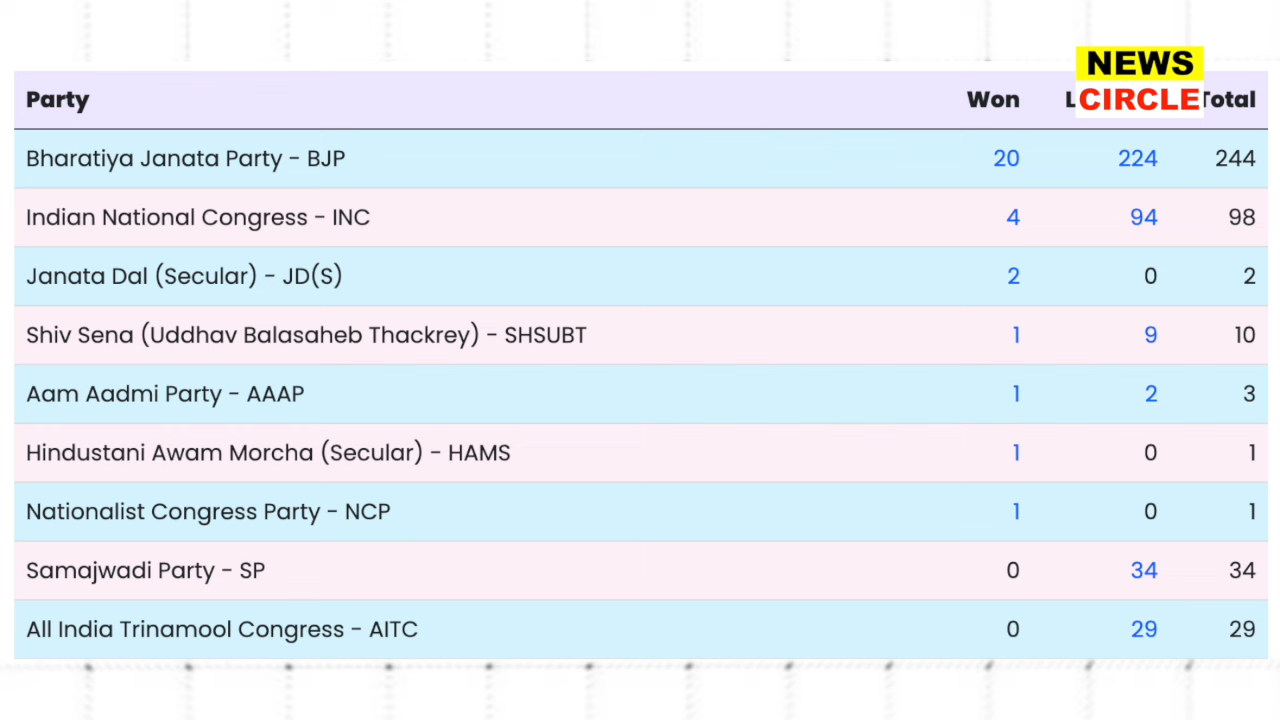 NEWS
CIRCLE
Party Won Total
Bharatiya Janata Party - BJP 20 224 244
Indian National Congress - INC 4 94 98
Janata Dal (Secular) - JD(S) 2 0 2
Shiv Sena (Uddhav Balasaheb Thackrey) - SHSUBT 1 9 10
Aam Aadmi Party - AAAP 1 2 3
Hindustani Awam Morcha (Secular) - HAMS 1 0 1
Nationalist Congress Party - NCP 1 0 1
Samajwadi Party - SP 0 34 34
All India Trinamool Congress - AITC 0 29 29